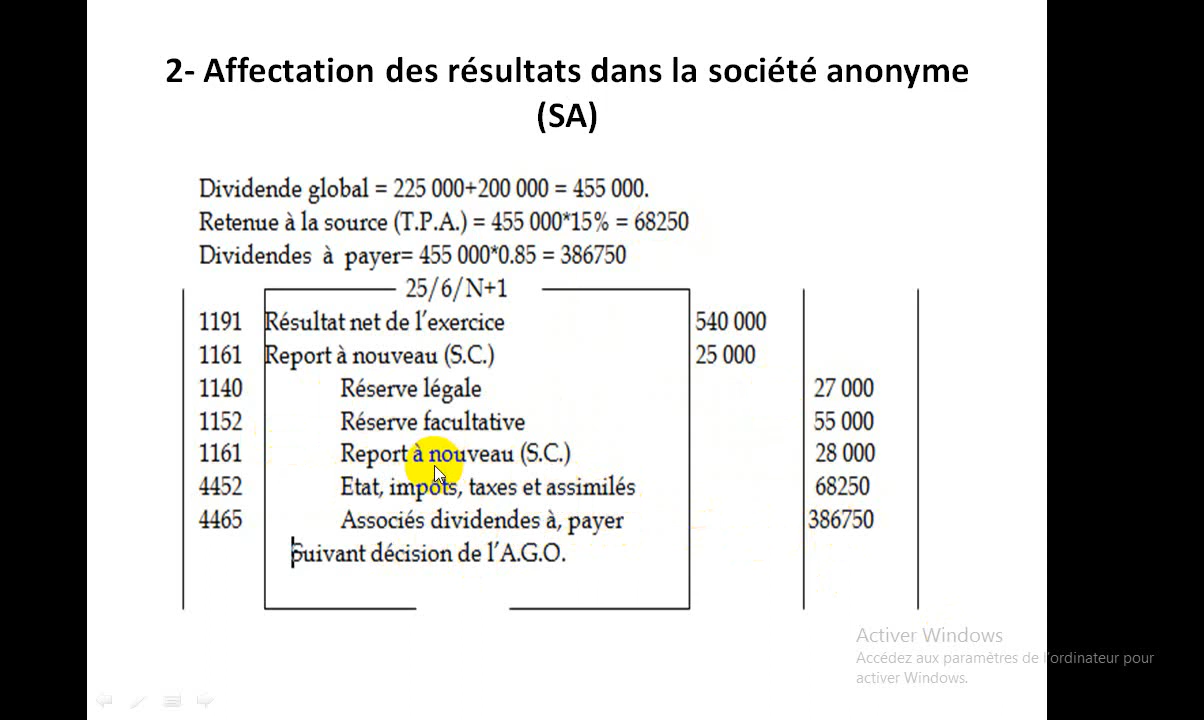 2- Affectation des résultats dans la société anonyme
(SA)
Dividende global = 225 000+200 000 = 455 000.
Retenue à la source (T.P.A.) = 455 000*15% = 68250
Dividendes à payer= 455 000*0.85 = 386750
25/6/N+1
1191 Résultat net de l'exercice 540 000
1161 Report à nouveau (S.C.) 25 000
1140 Réserve légale 27 000
1152 Réserve facultative 55 000
1161 Report à nouveau (S.C.) 28 000
4452 Etat, impôts, taxes et assimilés 68250
4465 Associés dividendes à, payer 386750
Suivant décision de l'A.G.O.
Activer Windows
Accédez aux paramètres de l'ordinateur pour
activer Windows.